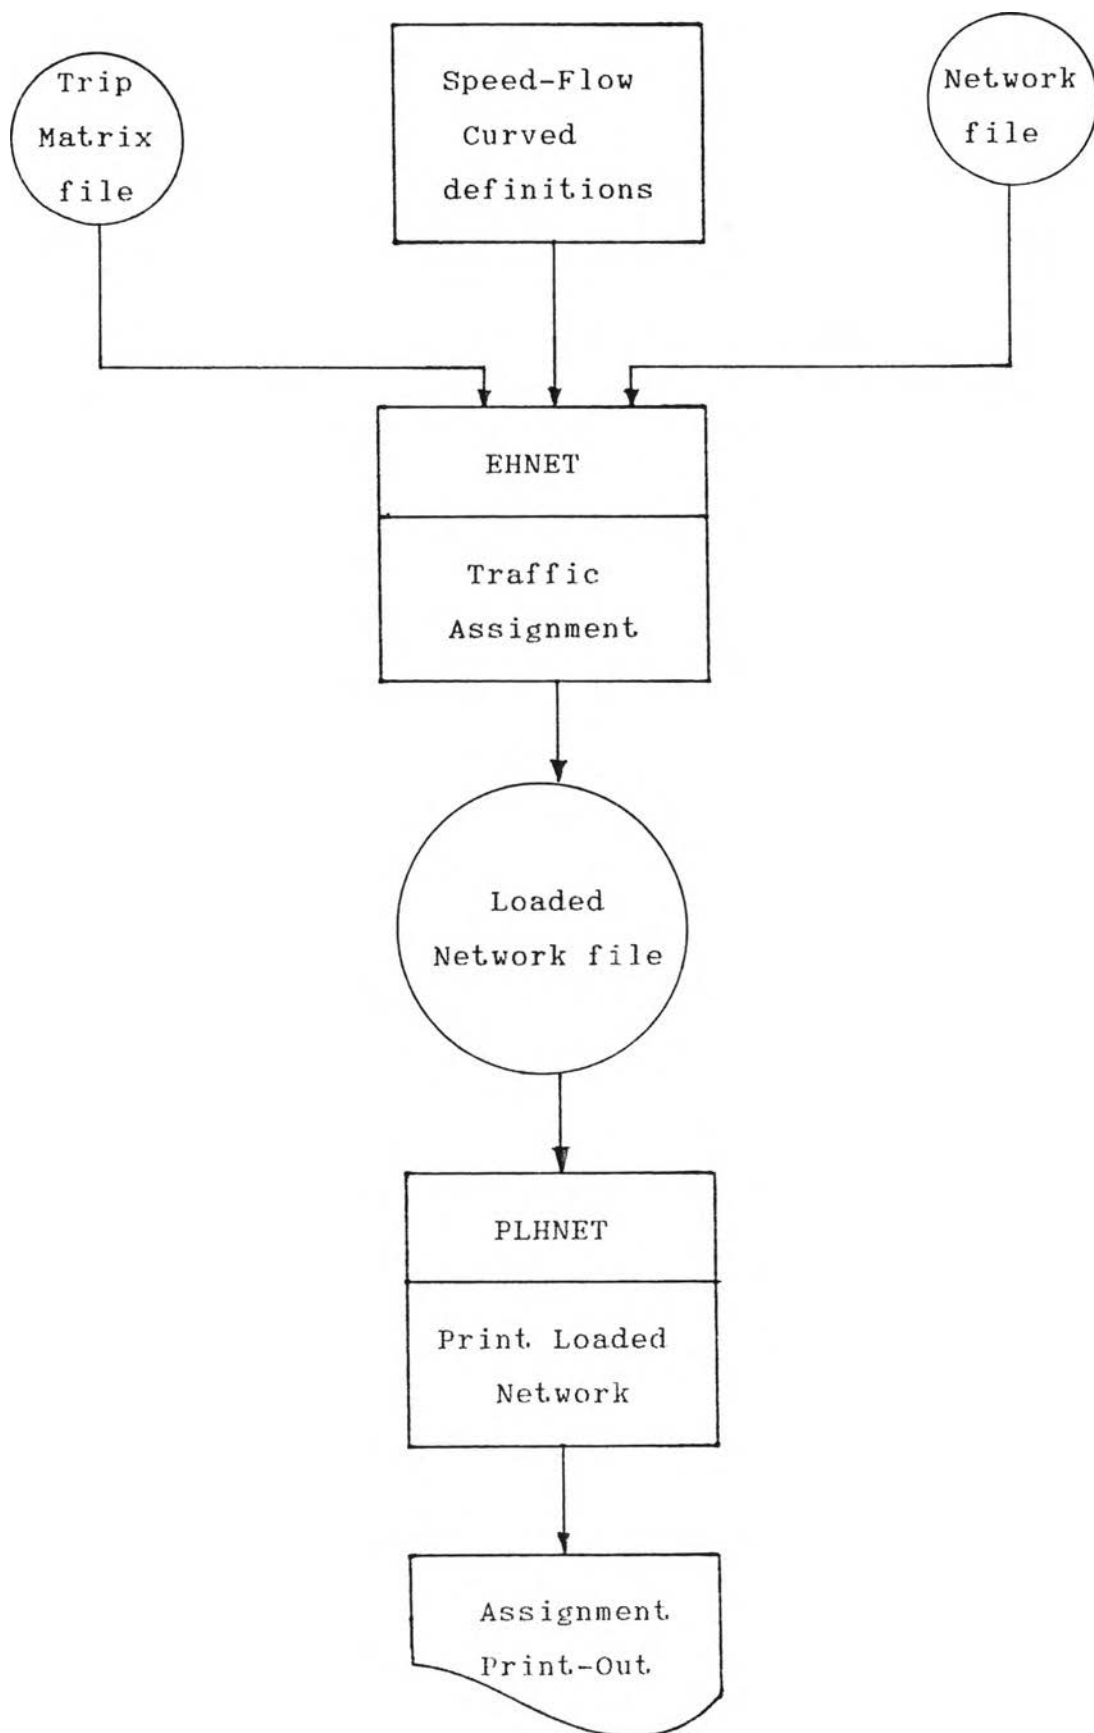 Trip
Matrix
file
Speed-Flow
Curved
definitions
Network
file
EHNET
Traffic
Assignment
Loaded
Network file
PLHNET
Print Loaded
Network
Assignment
Print-Out